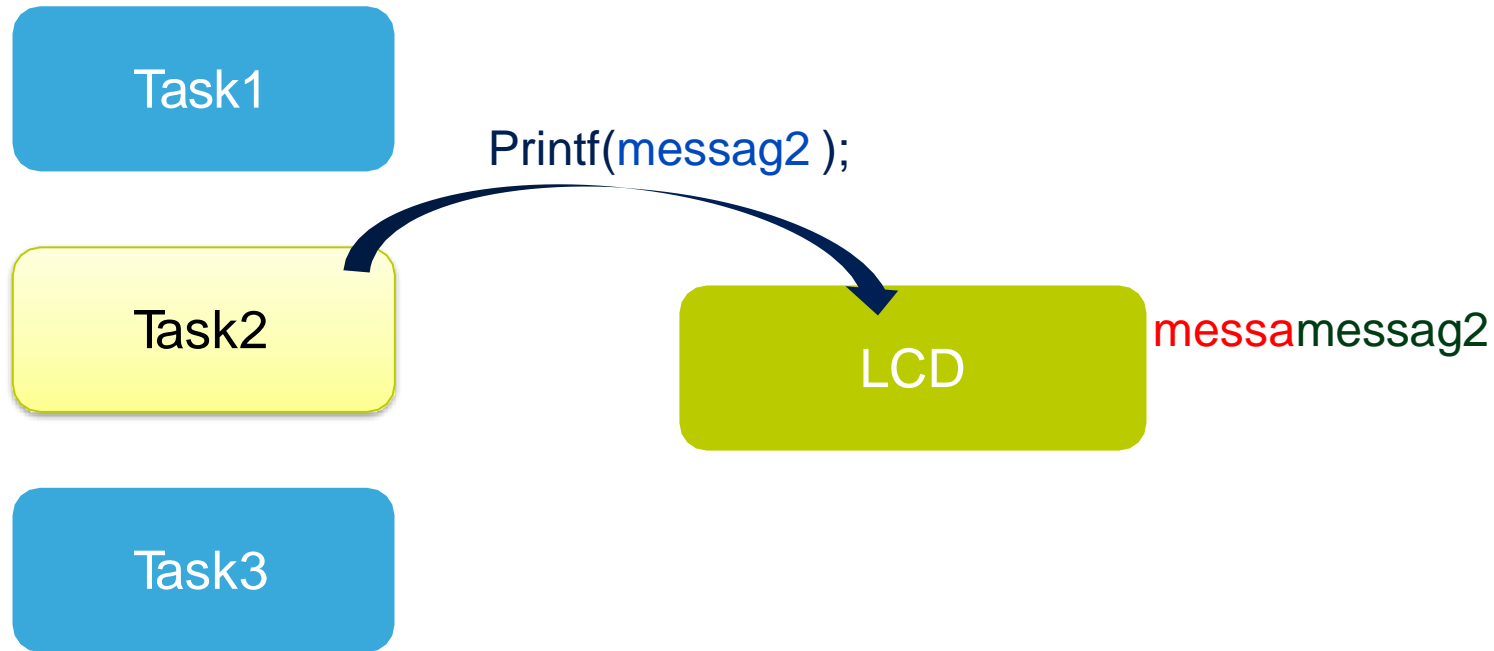 Task1
Printf(messag2 );
Task2
messamessag2
LCD
Task3